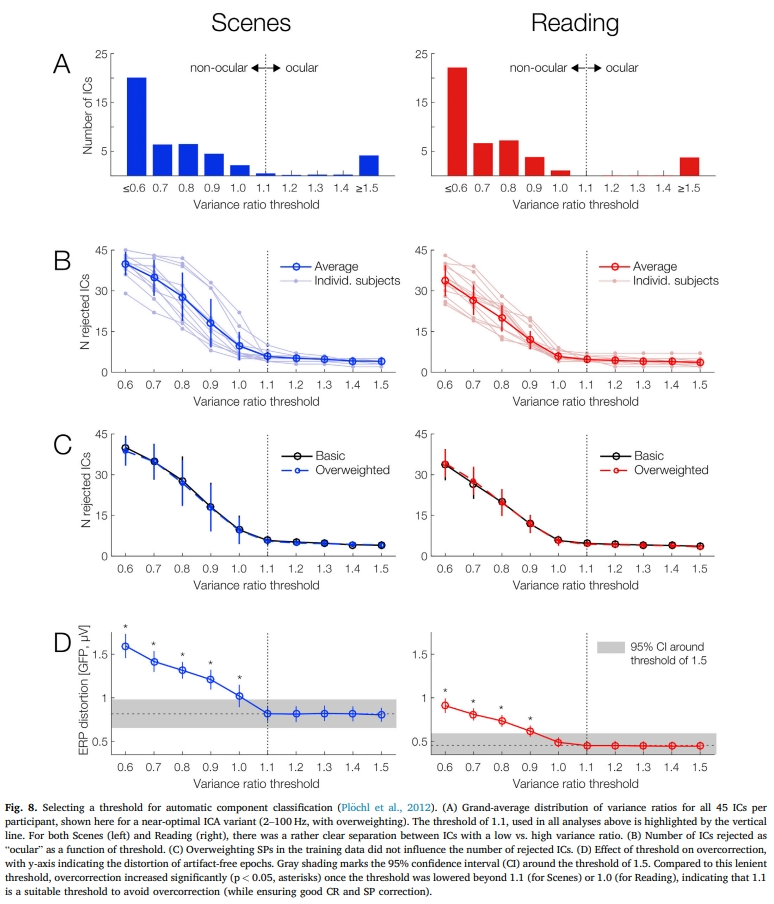 Scenes
Reading
A
25
15
5
Number of ICs
non-ocular
ocular
≤0.6 0.7 0.8 0.9 1.0 1.1 1.2 1.3 1.4 ≥1.5
Variance ratio threshold
25
15
5
non-ocular
ocular
≤0.6 0.7 0.8 0.9 1.0 1.1 1.2 1.3 1.4 ≥1.5
Variance ratio threshold
B
45
30
15
0
N rejected ICs
Average
Individ. subjects
0.6 0.7 0.8 0.9 1.0 1.1 1.2 1.3 1.4 1.5
Variance ratio threshold
45
30
15
0
Average
Individ. subjects
0.6 0.7 0.8 0.9 1.0 1.1 1.2 1.3 1.4 1.5
Variance ratio threshold
C
45
30
15
0
N rejected ICs
Basic
Overweighted
0.6 0.7 0.8 0.9 1.0 1.1 1.2 1.3 1.4 1.5
Variance ratio threshold
45
30
15
0
Basic
Overweighted
0.6 0.7 0.8 0.9 1.0 1.1 1.2 1.3 1.4 1.5
Variance ratio threshold
D
1.5
1
0.5
ERP distortion [GFP, µV]
* * * * *
0.6 0.7 0.8 0.9 1.0 1.1 1.2 1.3 1.4 1.5
Variance ratio threshold
1.5
1
0.5
* * * *
95% CI around
threshold of 1.5
0.6 0.7 0.8 0.9 1.0 1.1 1.2 1.3 1.4 1.5
Variance ratio threshold
Fig. 8. Selecting a threshold for automatic component classification (Plöchl et al., 2012). (A) Grand-average distribution of variance ratios for all 45 ICs per
participant, shown here for a near-optimal ICA variant (2–100 Hz, with overweighting). The threshold of 1.1, used in all analyses above is highlighted by the vertical
line. For both Scenes (left) and Reading (right), there was a rather clear separation between ICs with a low vs. high variance ratio. (B) Number of ICs rejected as
“ocular” as a function of threshold. (C) Overweighting SPs in the training data did not influence the number of rejected ICs. (D) Effect of threshold on overcorrection,
with y-axis indicating the distortion of artifact-free epochs. Gray shading marks the 95% confidence interval (CI) around the threshold of 1.5. Compared to this lenient
threshold, overcorrection increased significantly (p < 0.05, asterisks) once the threshold was lowered beyond 1.1 (for Scenes) or 1.0 (for Reading), indicating that 1.1
is a suitable threshold to avoid overcorrection (while ensuring good CR and SP correction).